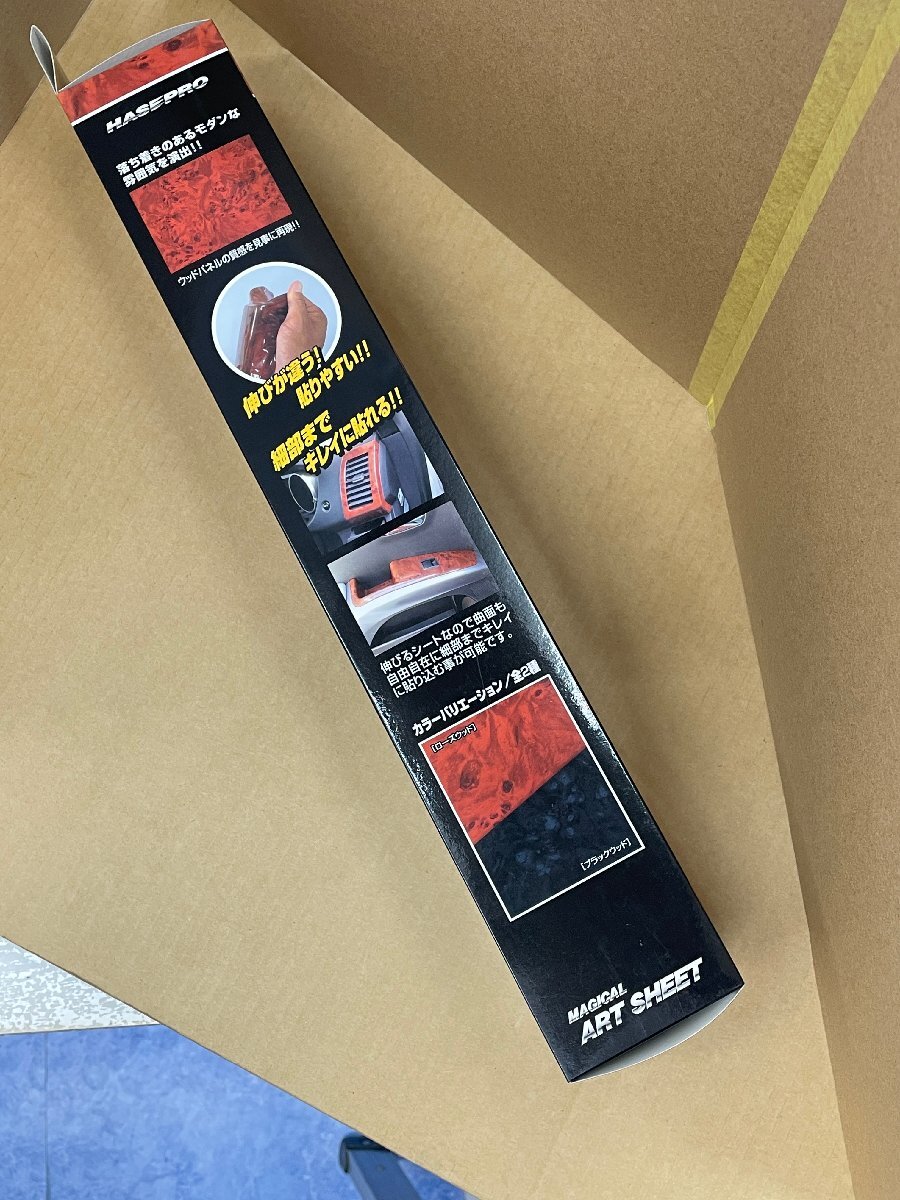 HASEPRO
落ち着きのあるモダンな
雰囲気を演出!!
ウッドパネルの質感を見事に再現!!
伸びが違う!
貼りやすい!!
細部まで
キレイに貼れる!!
伸びるシートなので曲面も
自由自在に細部までキレイ
に貼り込む事が可能です。
カラーバリエーション/全2種
[ローズウッド]
[ブラックウッド]
MAGICAL
ART SHEET